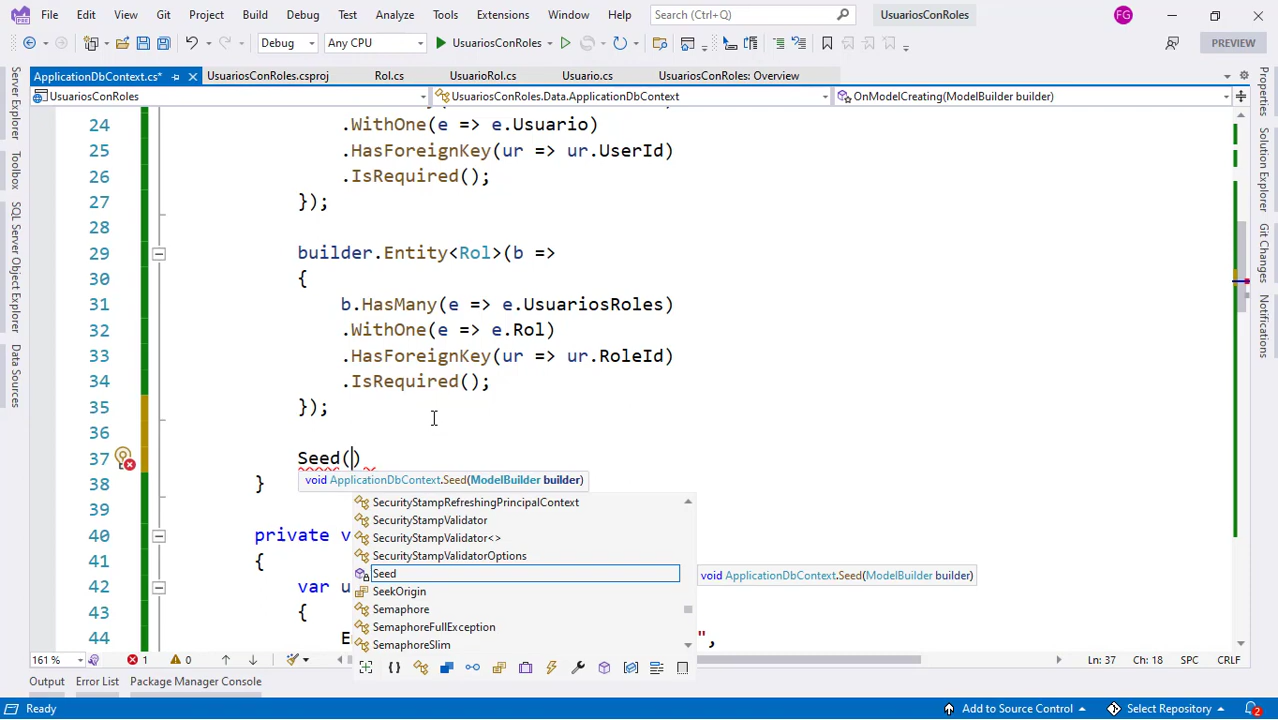 File Edit View Git Project Build Debug Test Analyze Tools Extensions Window Help Search (Ctrl+Q) UsuariosConRoles FG
Debug Any CPU UsuariosConRoles PREVIEW
ApplicationDbContext.cs* UsuariosConRoles.csproj Rol.cs UsuarioRol.cs Usuario.cs UsuariosConRoles: Overview
UsuariosConRoles UsuariosConRoles.Data.ApplicationDbContext OnModelCreating(ModelBuilder builder)
Server Explorer
Toolbox
SQL Server Object Explorer
Data Sources
24 .WithOne(e => e.Usuario)
25 .HasForeignKey(ur => ur.UserId)
26 .IsRequired();
27 });
28
29 builder.Entity<Rol>(b =>
30 {
31 b.HasMany(e => e.UsuariosRoles)
32 .WithOne(e => e.Rol)
33 .HasForeignKey(ur => ur.RoleId)
34 .IsRequired();
35 });
36
37 Seed()
void ApplicationDbContext.Seed(ModelBuilder builder)
38 }
39
SecurityStampRefreshingPrincipalContext
SecurityStampValidator
SecurityStampValidator<>
SecurityStampValidatorOptions
Seed void ApplicationDbContext.Seed(ModelBuilder builder)
SeekOrigin
Semaphore
SemaphoreFullException
SemaphoreSlim
40 private v
41 {
42 var u
43 {
44 E ",
Properties
Solution Explorer
Git Changes
Notifications
161 % 1 0 Ln: 37 Ch: 18 SPC CRLF
Output Error List Package Manager Console
Ready Add to Source Control Select Repository 2